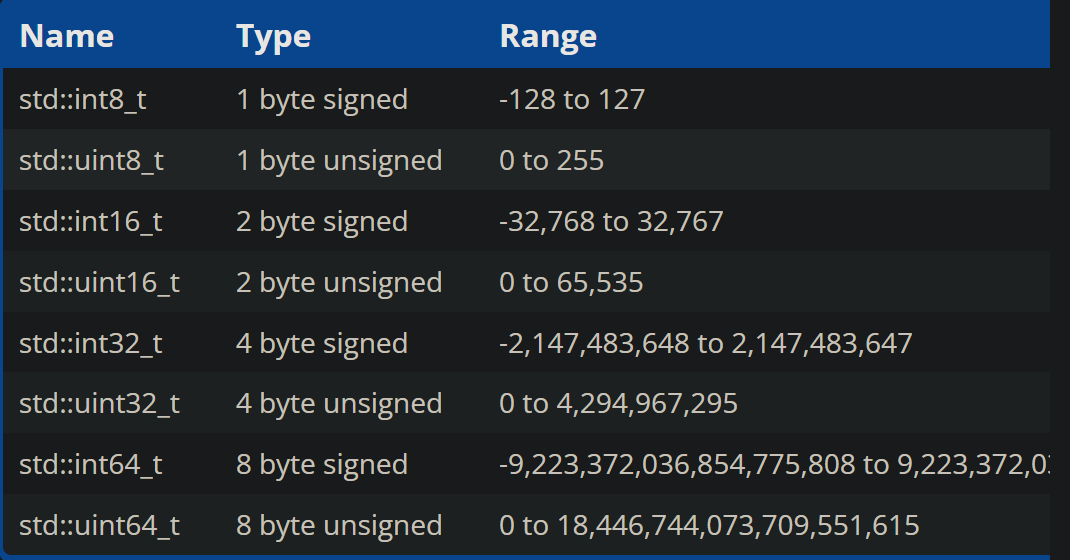 Name Type Range
std::int8_t 1 byte signed -128 to 127
std::uint8_t 1 byte unsigned 0 to 255
std::int16_t 2 byte signed -32,768 to 32,767
std::uint16_t 2 byte unsigned 0 to 65,535
std::int32_t 4 byte signed -2,147,483,648 to 2,147,483,647
std::uint32_t 4 byte unsigned 0 to 4,294,967,295
std::int64_t 8 byte signed -9,223,372,036,854,775,808 to 9,223,372,0
std::uint64_t 8 byte unsigned 0 to 18,446,744,073,709,551,615